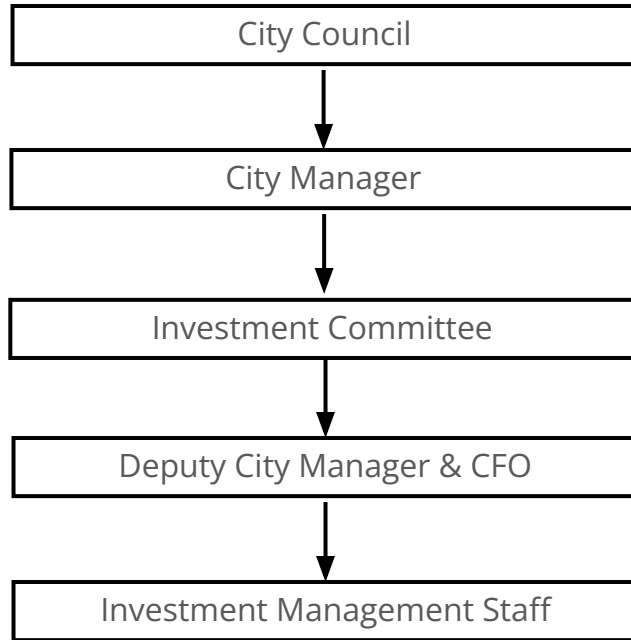 City Council
City Manager
Investment Committee
Deputy City Manager & CFO
Investment Management Staff